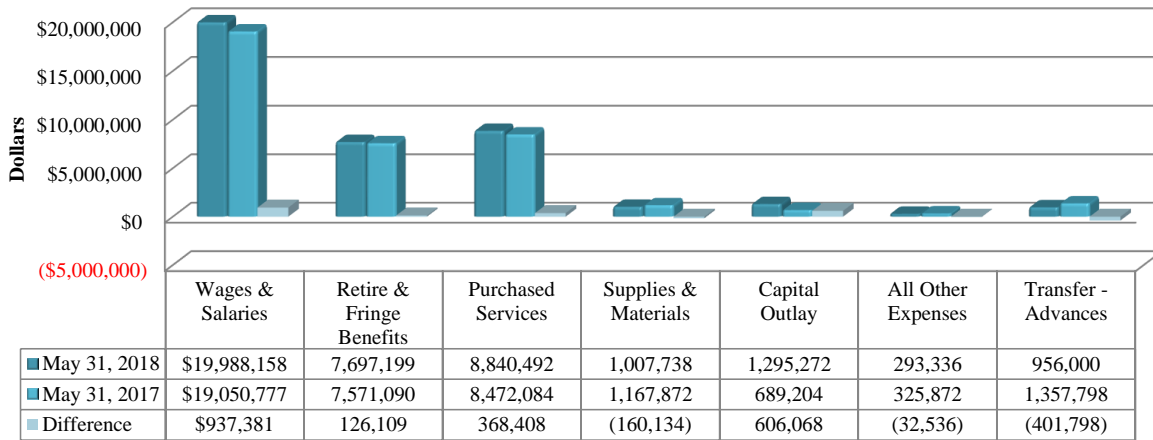 $20,000,000
$15,000,000
$10,000,000
$5,000,000
$0
($5,000,000)
Dollars
Wages & Salaries
Retire & Fringe Benefits
Purchased Services
Supplies & Materials
Capital Outlay
All Other Expenses
Transfer - Advances
May 31, 2018 $19,988,158 7,697,199 8,840,492 1,007,738 1,295,272 293,336 956,000
May 31, 2017 $19,050,777 7,571,090 8,472,084 1,167,872 689,204 325,872 1,357,798
Difference $937,381 126,109 368,408 (160,134) 606,068 (32,536) (401,798)